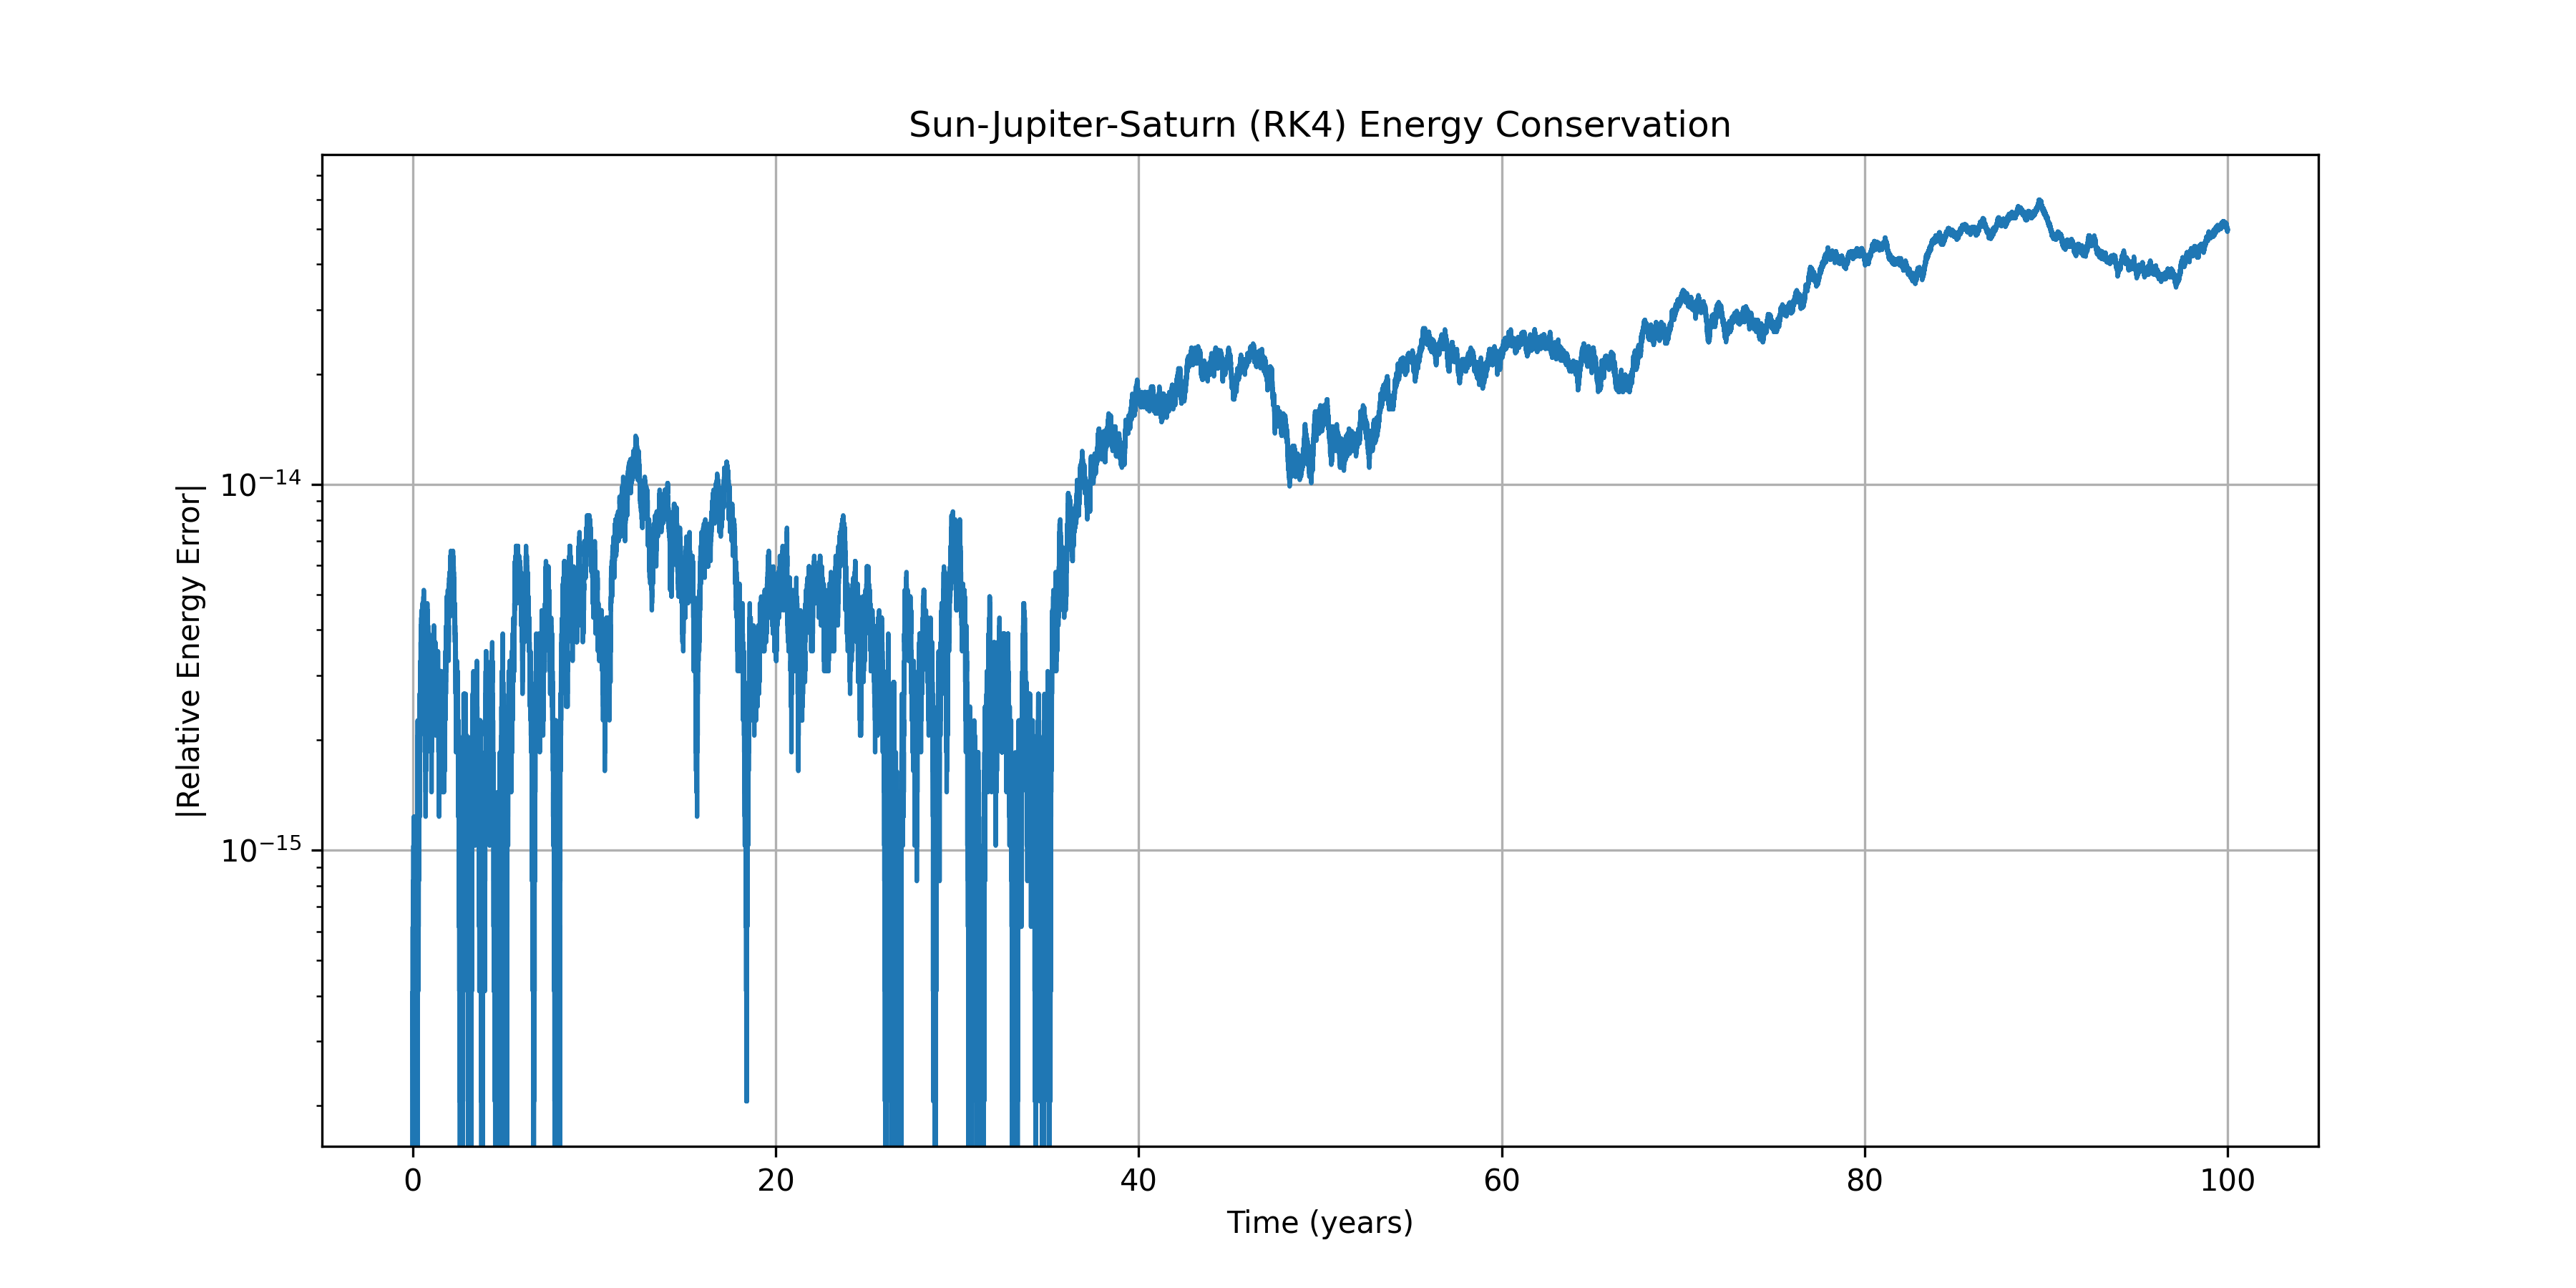 Sun-Jupiter-Saturn (RK4) Energy Conservation
|Relative Energy Error|
10⁻¹⁴
10⁻¹⁵
0 20 40 60 80 100
Time (years)